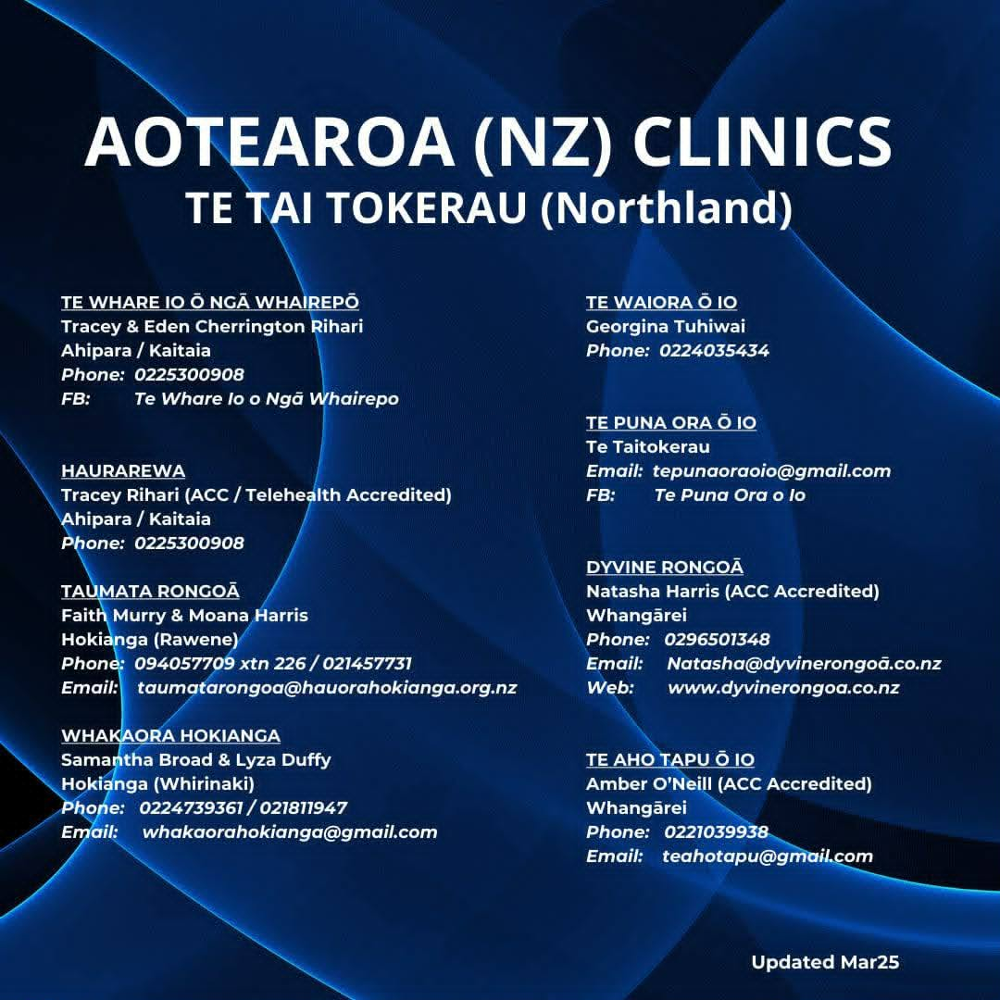 AOTEAROA (NZ) CLINICS
TE TAI TOKERAU (Northland)
TE WHARE IO Ō NGĀ WHAIREPŌ
Tracey & Eden Cherrington Rihari
Ahipara / Kaitaia
Phone: 0225300908
FB: Te Whare Io o Ngā Whairepo
HAURAREWA
Tracey Rihari (ACC / Telehealth Accredited)
Ahipara / Kaitaia
Phone: 0225300908
TAUMATA RONGOĀ
Faith Murry & Moana Harris
Hokianga (Rawene)
Phone: 094057709 xtn 226 / 021457731
Email: taumatarongoa@hauorahokianga.org.nz
WHAKAORA HOKIANGA
Samantha Broad & Lyza Duffy
Hokianga (Whirinaki)
Phone: 0224739361 / 021811947
Email: whakaorahokianga@gmail.com
TE WAIORA Ō IO
Georgina Tuhiwai
Phone: 0224035434
TE PUNA ORA Ō IO
Te Taitokerau
Email: tepunaoraoio@gmail.com
FB: Te Puna Ora o Io
DYVINE RONGOĀ
Natasha Harris (ACC Accredited)
Whangārei
Phone: 0296501348
Email: Natasha@dyvinerongoā.co.nz
Web: www.dyvinerongoa.co.nz
TE AHO TAPU Ō IO
Amber O’Neill (ACC Accredited)
Whangārei
Phone: 0221039938
Email: teahotapu@gmail.com
Updated Mar25